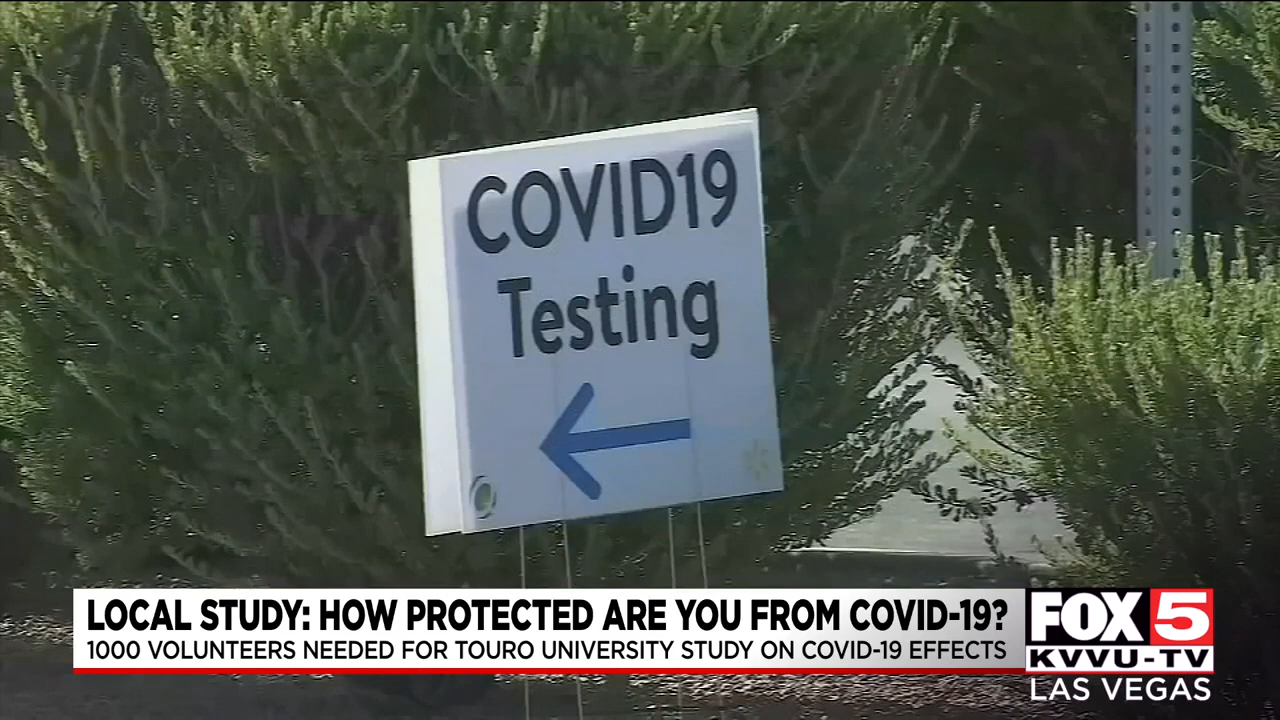 COVID19
Testing
LOCAL STUDY: HOW PROTECTED ARE YOU FROM COVID-19?
1000 VOLUNTEERS NEEDED FOR TOURO UNIVERSITY STUDY ON COVID-19 EFFECTS
FOX 5
KVVU-TV
LAS VEGAS